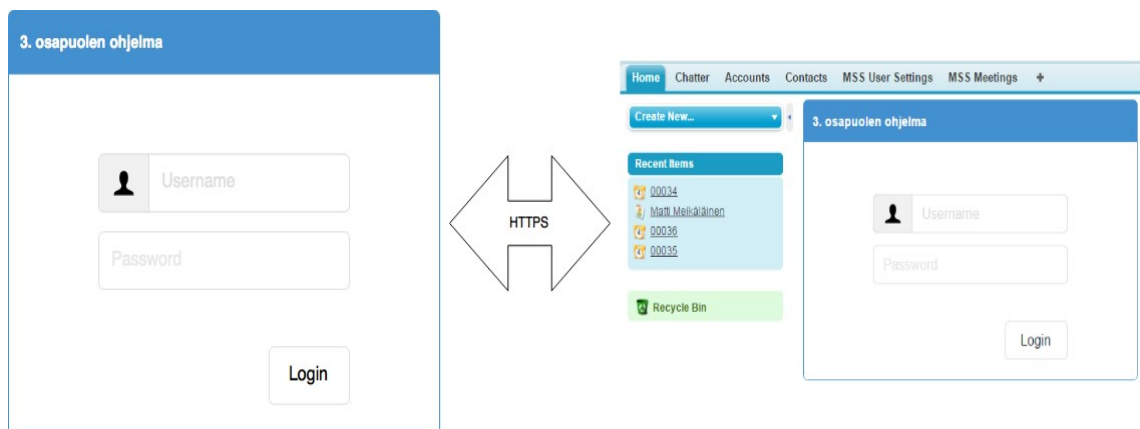 3. osapuolen ohjelma
Username
Password
Login
HTTPS
Home Chatter Accounts Contacts MSS User Settings MSS Meetings +
Create New...
Recent Items
00034
Matti Meikäläinen
00036
00035
Recycle Bin
3. osapuolen ohjelma
Username
Password
Login